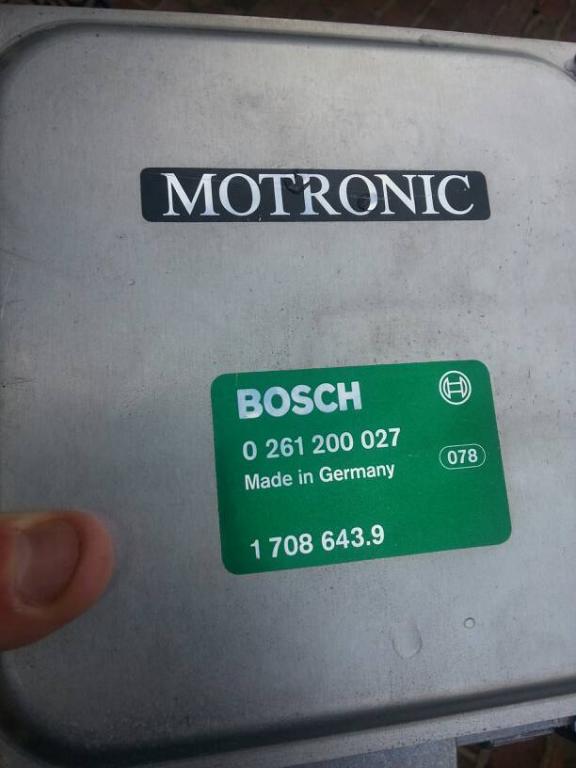 MOTRONIC
BOSCH
0 261 200 027
078
Made in Germany
1 708 643.9